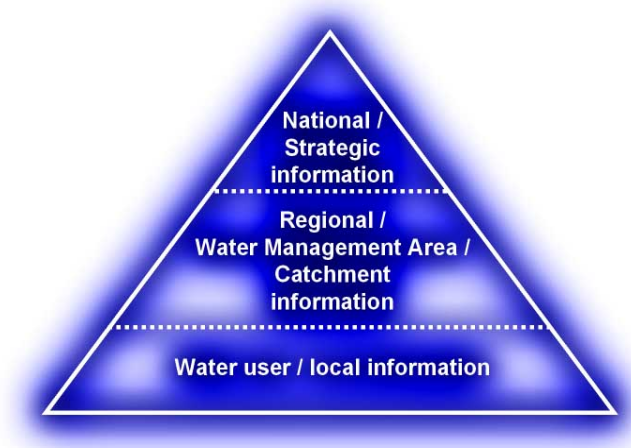 National /
Strategic
information
Regional /
Water Management Area /
Catchment
information
Water user / local information